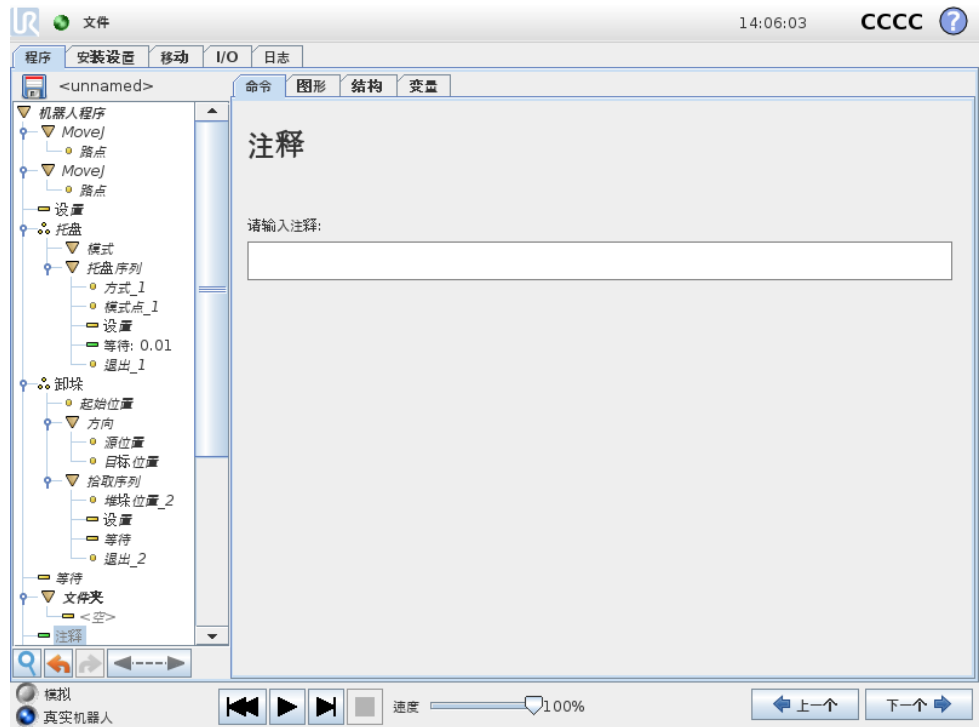 UR 文件 14:06:03 CCCC ?
程序 安装设置 移动 I/O 日志
<unnamed> 命令 图形 结构 变量
机器人程序
MoveJ
路点
MoveJ
路点
设置
托盘
模式
托盘序列
方式_1
模式点_1
设置
等待: 0.01
退出_1
卸垛
起始位置
方向
源位置
目标位置
拾取序列
堆垛位置_2
设置
等待
退出_2
等待
文件夹
<空>
注释
注释
请输入注释:
模拟
真实机器人
速度 100% 上一个 下一个